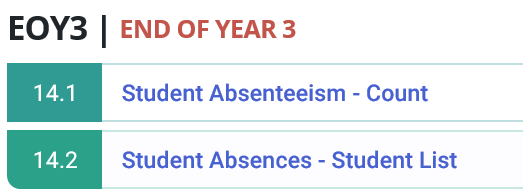 EOY3 | END OF YEAR 3
14.1 Student Absenteeism - Count
14.2 Student Absences - Student List